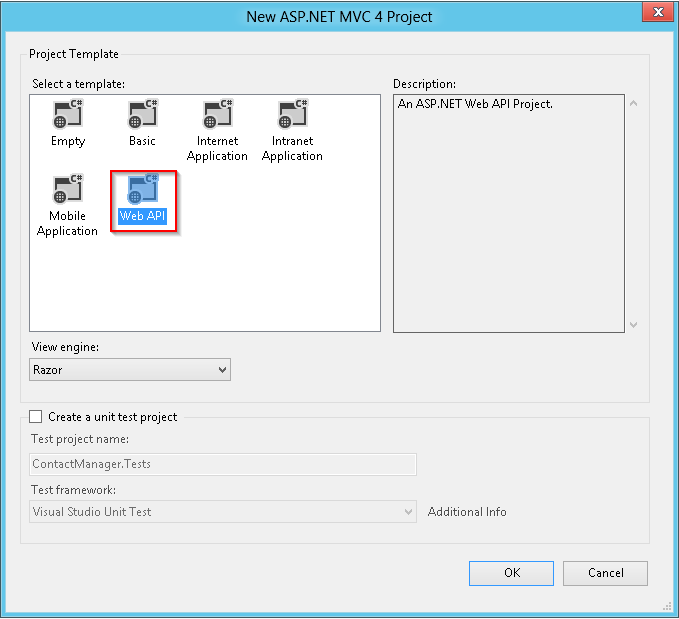 New ASP.NET MVC 4 Project
x
Project Template
Select a template:
C#
C#
C#
C#
Empty
Basic
Internet
Application
Intranet
Application
C#
C#
Mobile
Application
Web API
Description:
An ASP.NET Web API Project.
View engine:
Razor
Create a unit test project
Test project name:
ContactManager.Tests
Test framework:
Visual Studio Unit Test
Additional Info
OK
Cancel